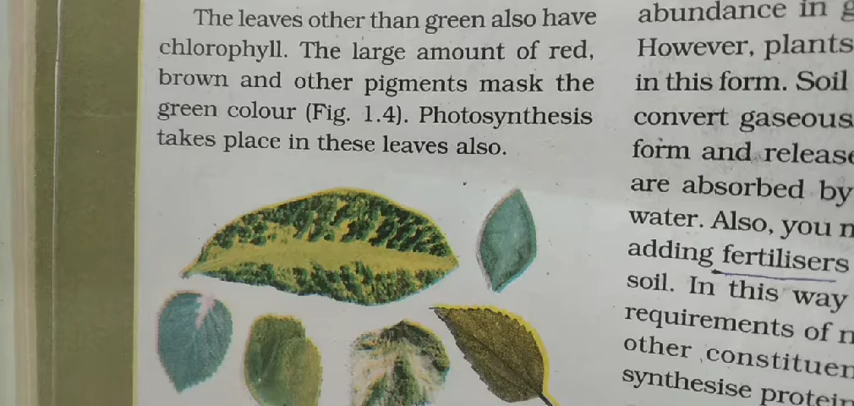 The leaves other than green also have
chlorophyll. The large amount of red,
brown and other pigments mask the
green colour (Fig. 1.4). Photosynthesis
takes place in these leaves also.
abundance in
However, plants
in this form. Soil
convert gaseous
form and release
are absorbed by
water. Also, you
adding fertilisers
soil. In this way
requirements of
other
synthesise